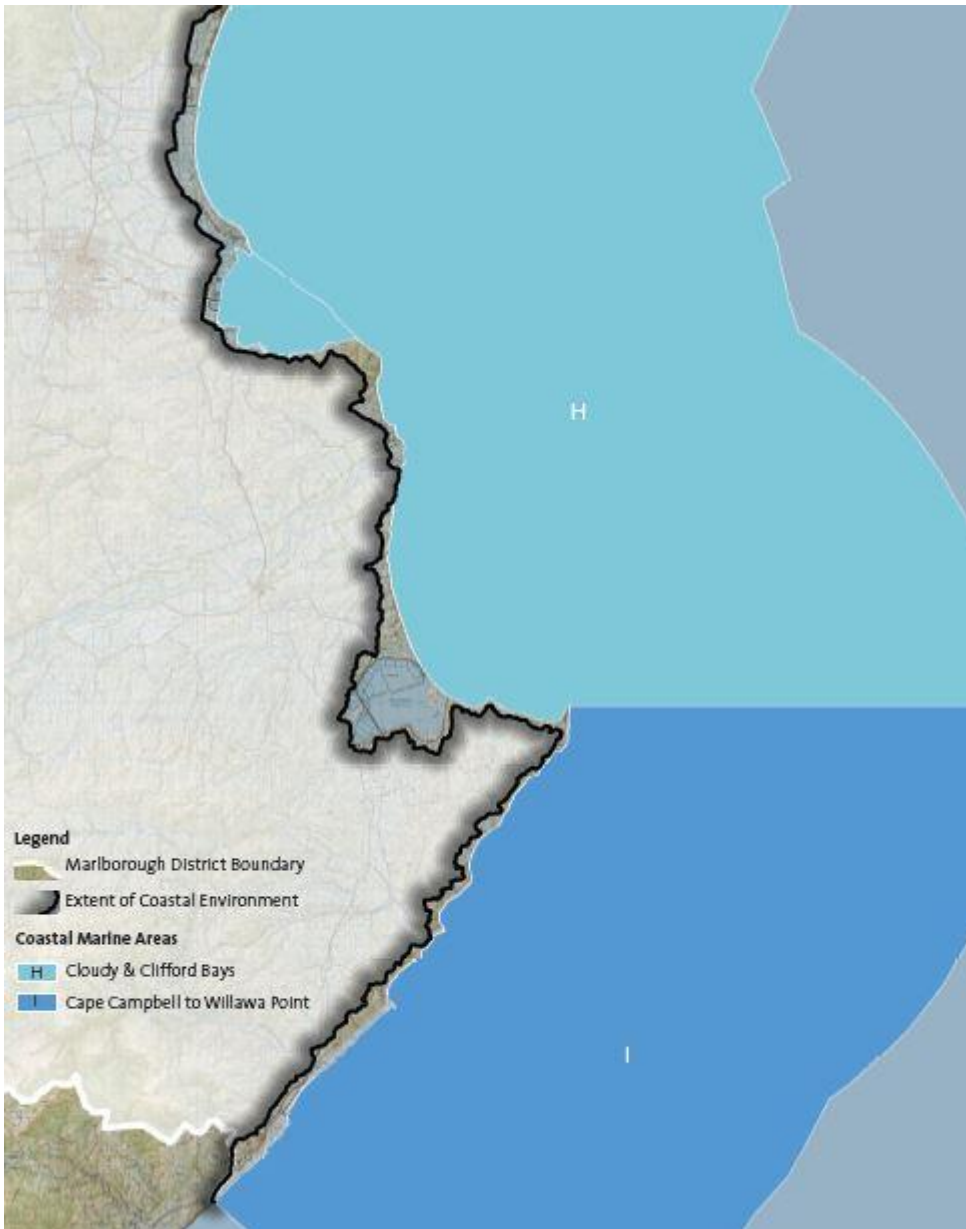 H
I
Legend
Marlborough District Boundary
Extent of Coastal Environment
Coastal Marine Areas
H Cloudy & Clifford Bays
I Cape Campbell to Willawa Point